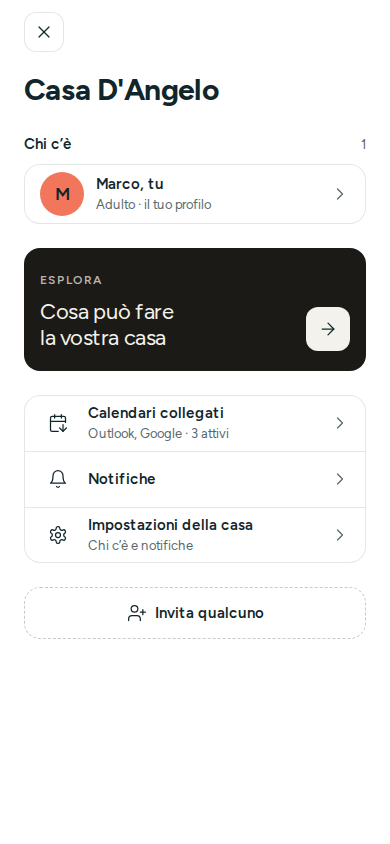 Casa D'Angelo
Chi c’è
1
M
Marco, tu
Adulto · il tuo profilo
ESPLORA
Cosa può fare
la vostra casa
Calendari collegati
Outlook, Google · 3 attivi
Notifiche
Impostazioni della casa
Chi c’è e notifiche
Invita qualcuno